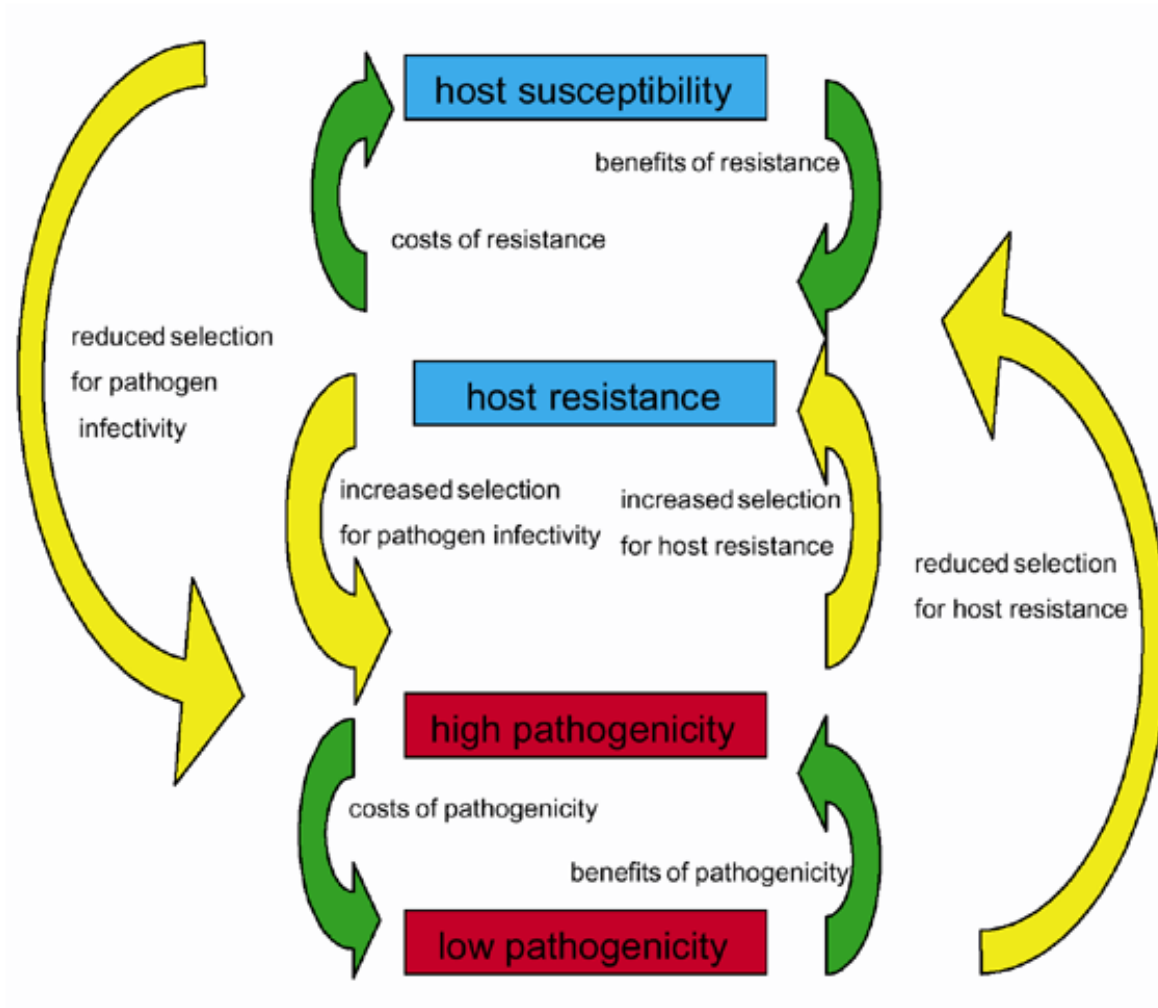 host susceptibility
benefits of resistance
costs of resistance
reduced selection
for pathogen
infectivity
host resistance
increased selection
for pathogen infectivity
increased selection
for host resistance
reduced selection
for host resistance
high pathogenicity
costs of pathogenicity
benefits of pathogenicity
low pathogenicity